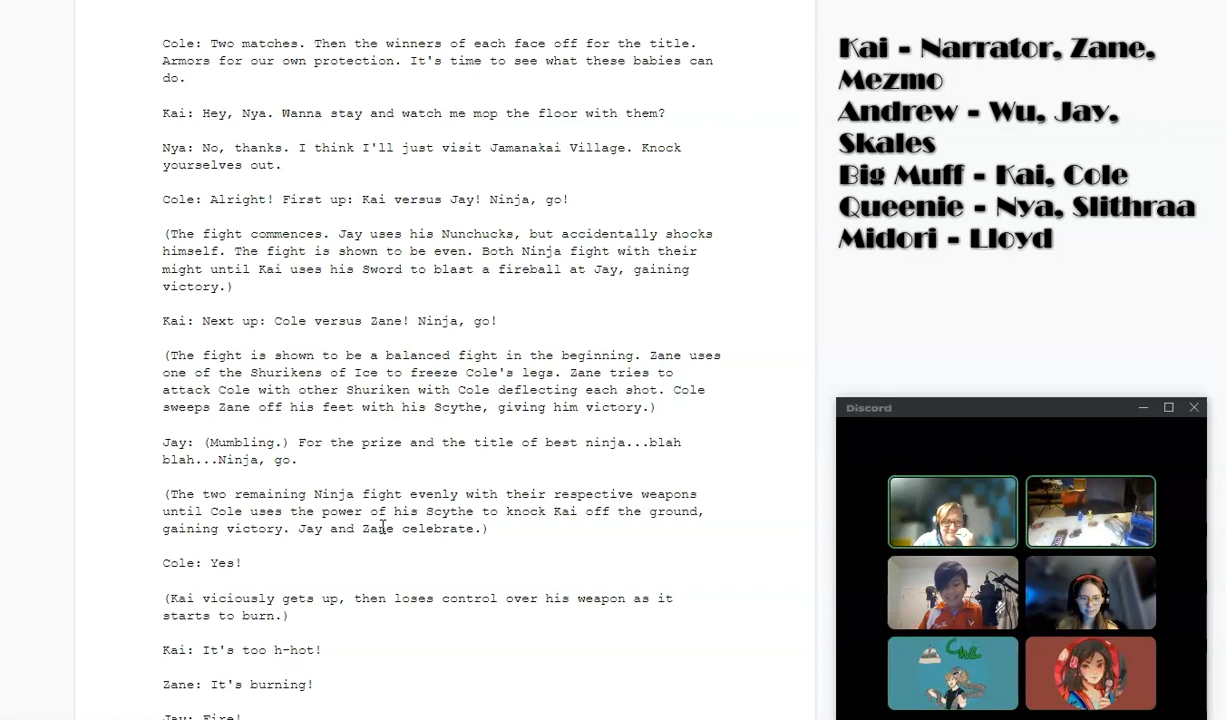 Cole: Two matches. Then the winners of each face off for the title.
Armors for our own protection. It's time to see what these babies can
do.
Kai: Hey, Nya. Wanna stay and watch me mop the floor with them?
Nya: No, thanks. I think I'll just visit Jamanakai Village. Knock
yourselves out.
Cole: Alright! First up: Kai versus Jay! Ninja, go!
(The fight commences. Jay uses his Nunchucks, but accidentally shocks
himself. The fight is shown to be even. Both Ninja fight with their
might until Kai uses his Sword to blast a fireball at Jay, gaining
victory.)
Kai: Next up: Cole versus Zane! Ninja, go!
(The fight is shown to be a balanced fight in the beginning. Zane uses
one of the Shurikens of Ice to freeze Cole's legs. Zane tries to
attack Cole with other Shuriken with Cole deflecting each shot. Cole
sweeps Zane off his feet with his Scythe, giving him victory.)
Jay: (Mumbling.) For the prize and the title of best ninja...blah
blah...Ninja, go.
(The two remaining Ninja fight evenly with their respective weapons
until Cole uses the power of his Scythe to knock Kai off the ground,
gaining victory. Jay and Zane celebrate.)
Cole: Yes!
(Kai viciously gets up, then loses control over his weapon as it
starts to burn.)
Kai: It's too h-hot!
Zane: It's burning!
Jay: Fire!
Kai - Narrator, Zane,
Mezmo
Andrew - Wu, Jay,
Skales
Big Muff - Kai, Cole
Queenie - Nya, Slithraa
Midori - Lloyd
Discord